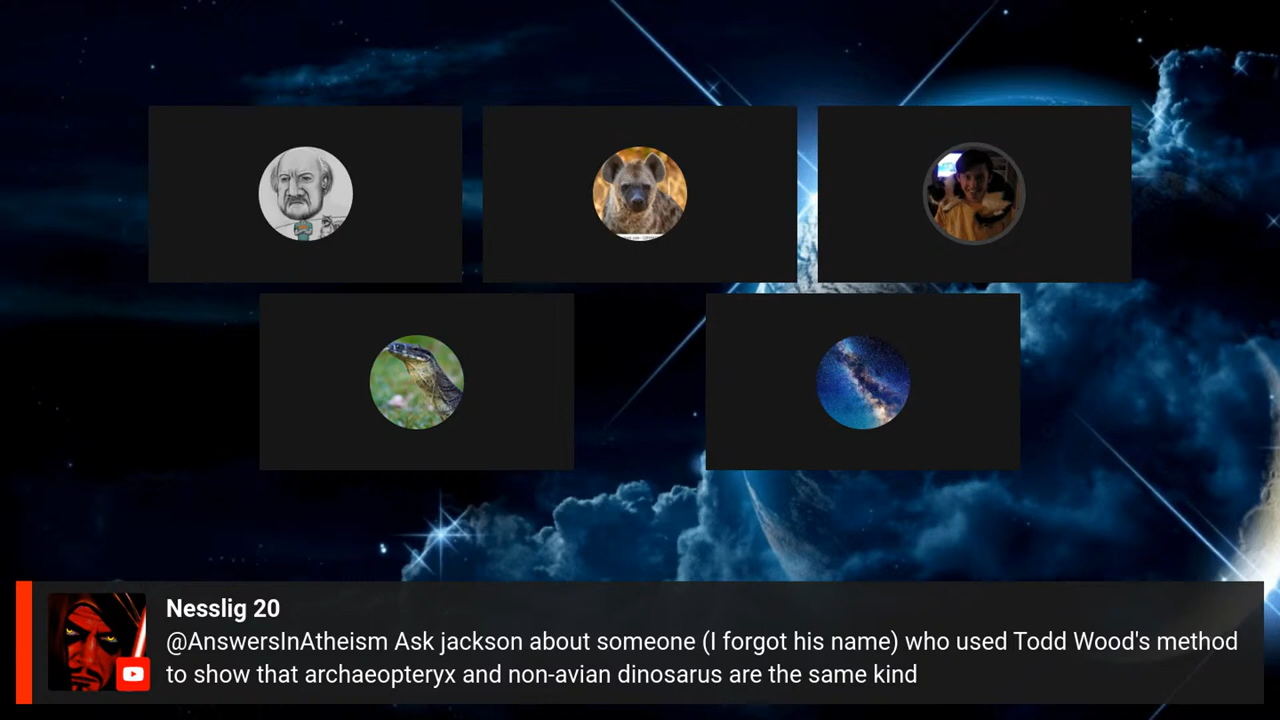 Nesslig 20
@AnswersInAtheism Ask jackson about someone (I forgot his name) who used Todd Wood's method
to show that archaeopteryx and non-avian dinosarus are the same kind